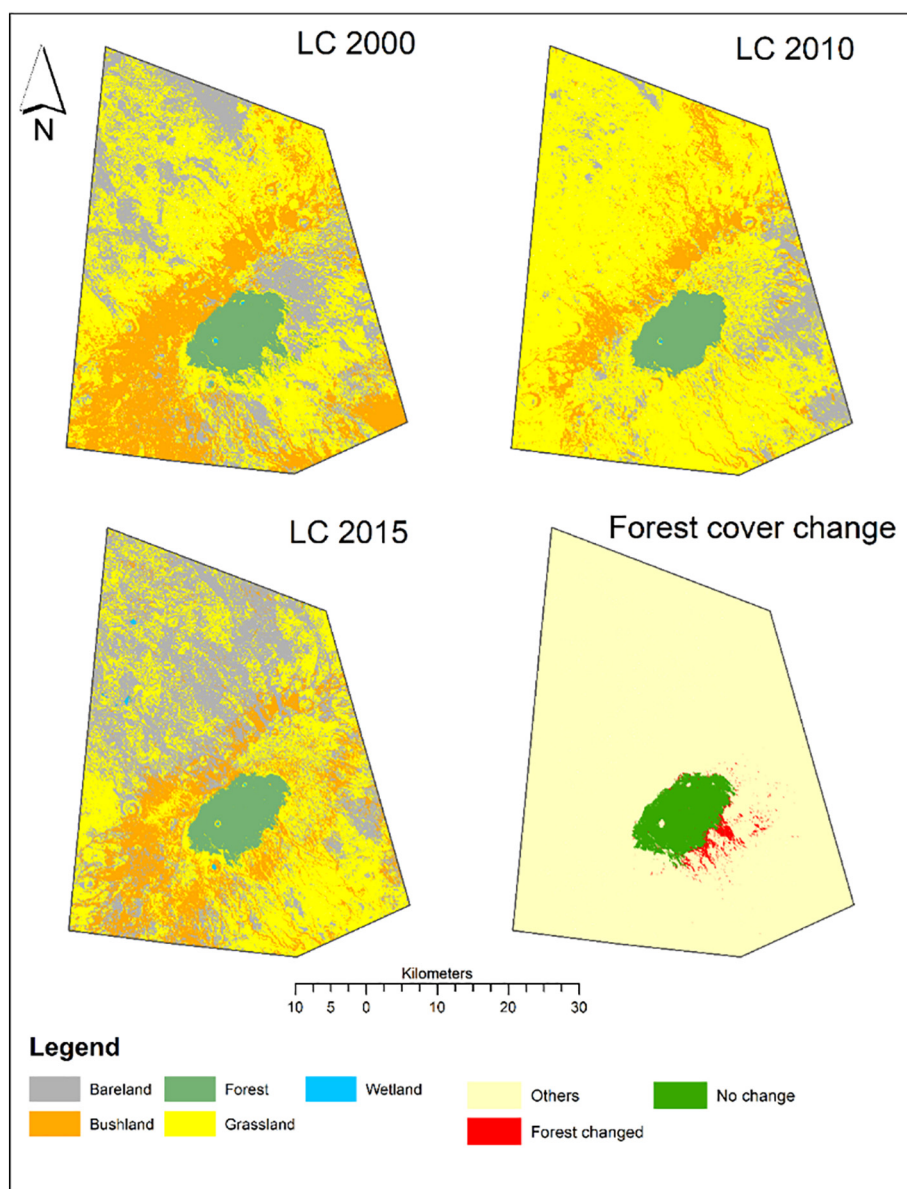 LC 2000
LC 2010
N
LC 2015
Forest cover change
Kilometers
10 5 0 10 20 30
Legend
Bareland
Forest
Wetland
Others
No change
Bushland
Grassland
Forest changed